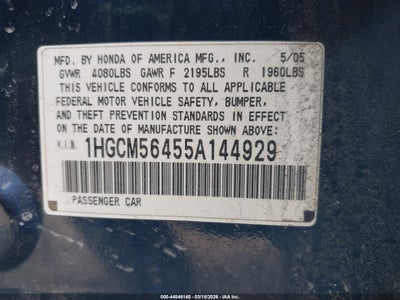 MFD. BY HONDA OF AMERICA MFG., INC. 5/05
GVWR 4080LBS GAWR F 2195LBS R 1960LBS
THIS VEHICLE CONFORMS TO ALL APPLICABLE
FEDERAL MOTOR VEHICLE SAFETY, BUMPER,
AND THEFT PREVENTION STANDARDS IN EFFECT ON
THE DATE OF MANUFACTURE SHOWN ABOVE.
V.I.N. 1HGCM56455A144929
PASSENGER CAR
000-44546140 - 03/18/2026 - IAA Inc.